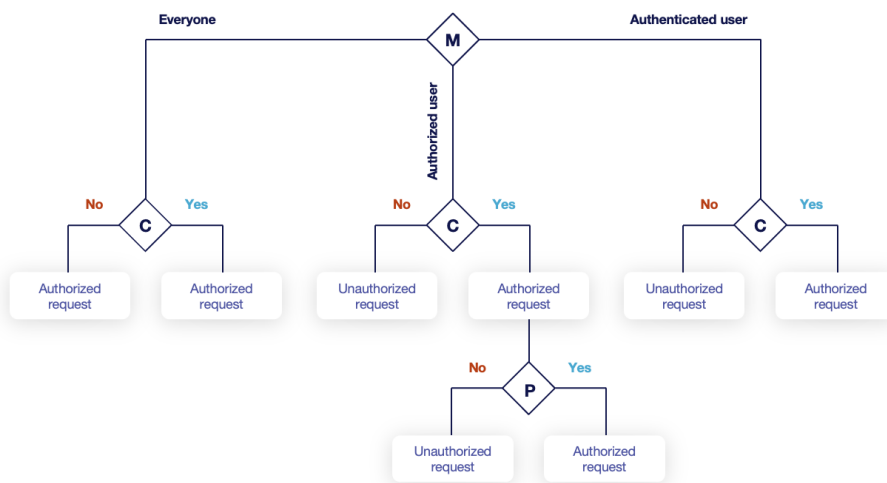 Everyone
Authenticated user
M
Authorized user
No
Yes
No
Yes
No
Yes
C
C
C
Authorized
request
Authorized
request
Unauthorized
request
Authorized
request
Unauthorized
request
Authorized
request
No
Yes
P
Unauthorized
request
Authorized
request